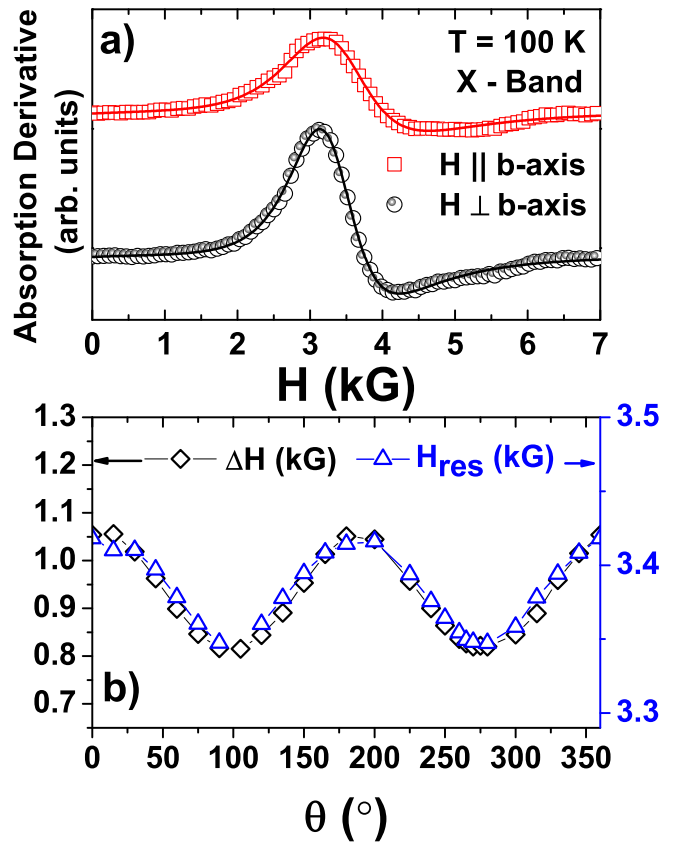 a)
T = 100 K
X - Band
H || b-axis
H ⊥ b-axis
Absorption Derivative
(arb. units)
0 1 2 3 4 5 6 7
H (kG)
1.3 3.5
1.2
ΔH (kG) Hres (kG)
1.1
1.0 3.4
0.9
0.8
0.7 3.3
b)
0 50 100 150 200 250 300 350
θ (°)